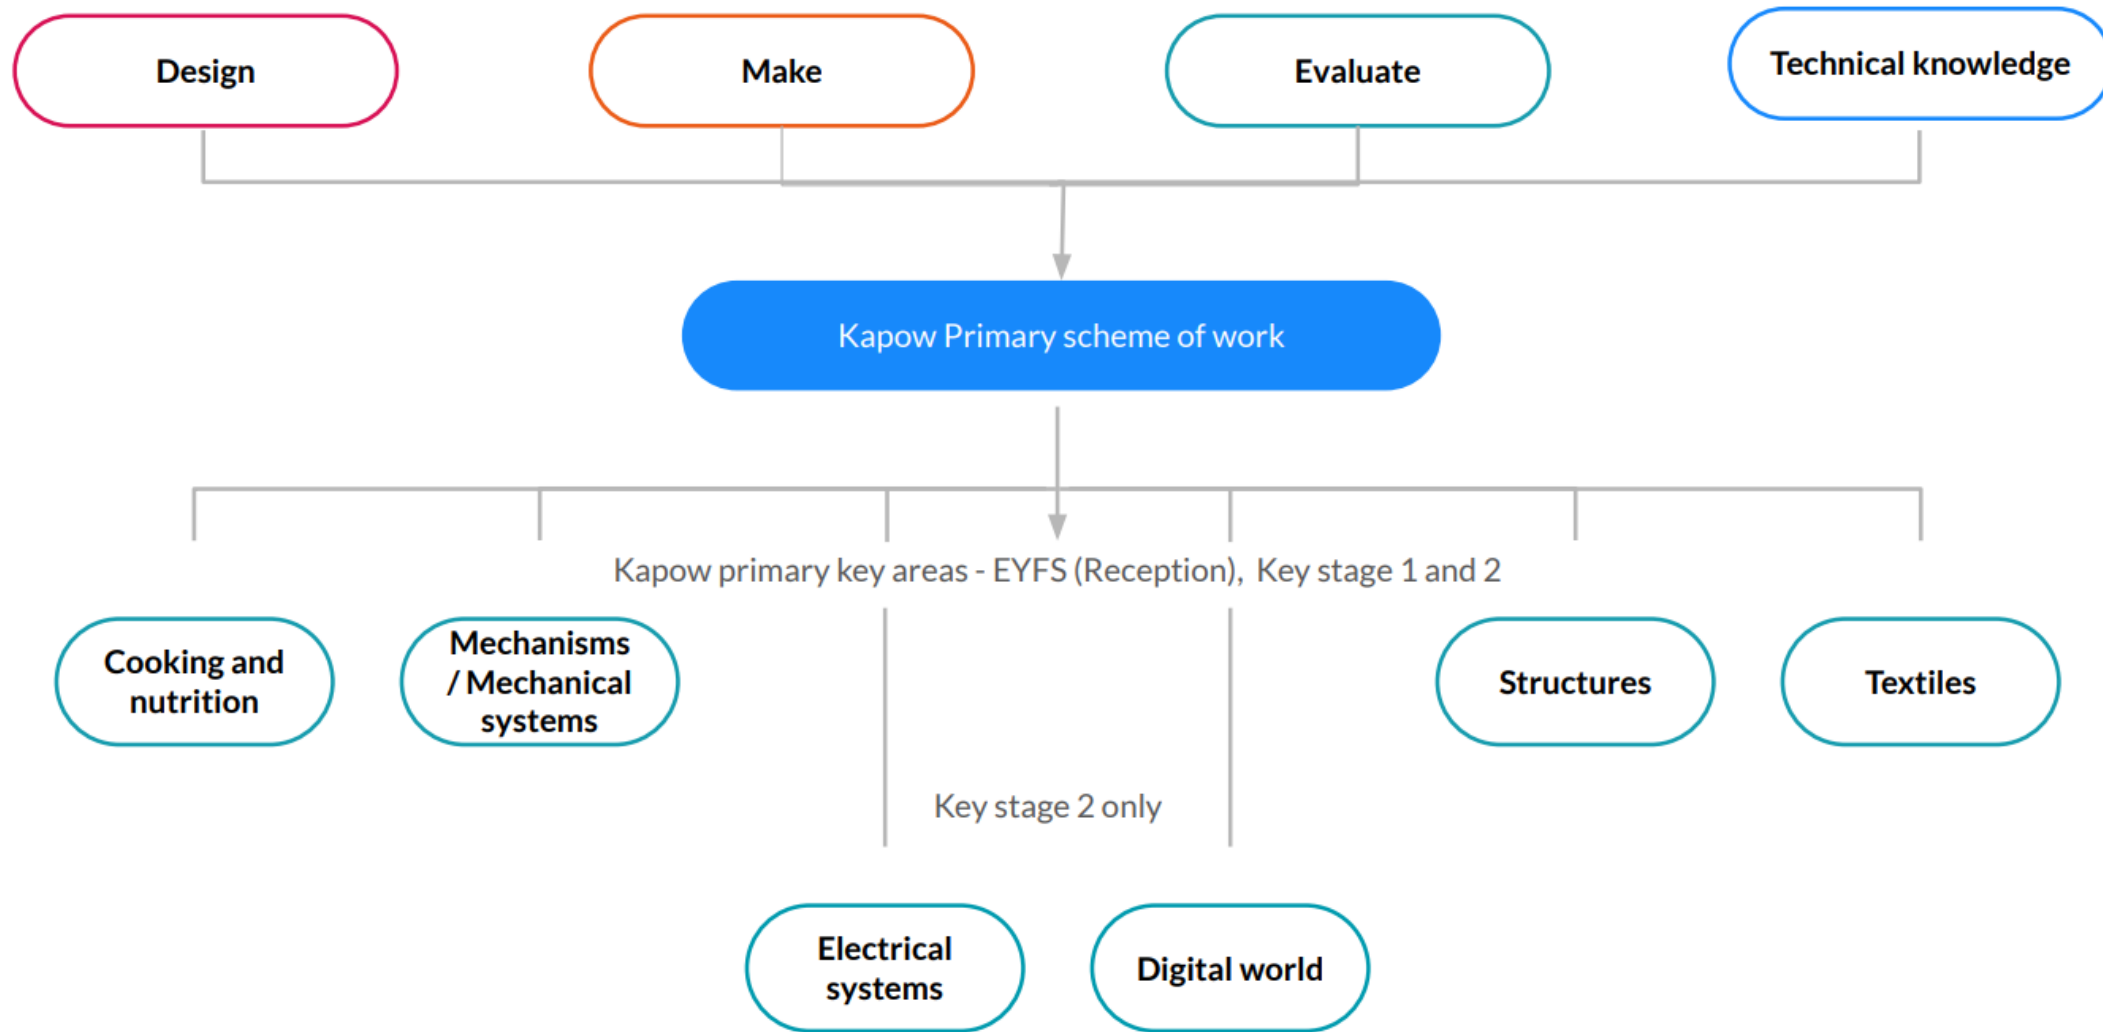 Design
Make
Evaluate
Technical knowledge
Kapow Primary scheme of work
Kapow primary key areas - EYFS (Reception), Key stage 1 and 2
Cooking and
nutrition
Mechanisms
/ Mechanical
systems
Structures
Textiles
Key stage 2 only
Electrical
systems
Digital world